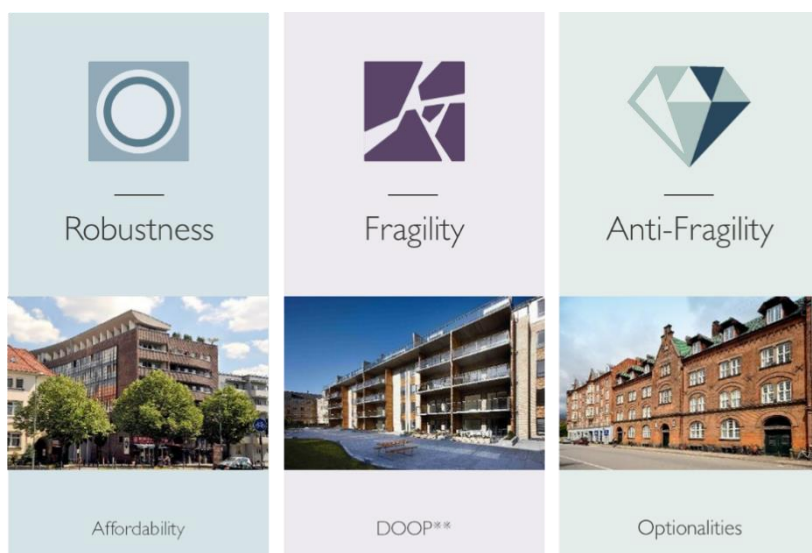 Robustness
Fragility
Anti-Fragility
Affordability
DOOP**
Optionalities